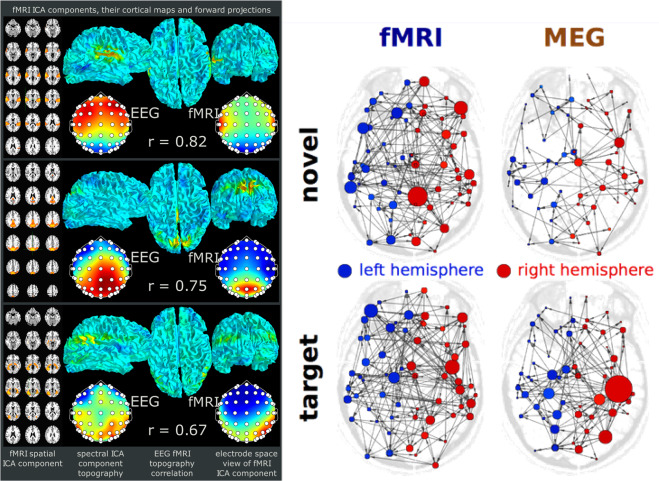 fMRI ICA components, their cortical maps and forward projections
EEG
fMRI
r = 0.82
EEG
fMRI
r = 0.75
EEG
fMRI
r = 0.67
fMRI spatial
ICA component
spectral ICA
component
topography
EEG fMRI
topography
correlation
electrode space
view of fMRI
ICA component
fMRI
MEG
novel
left hemisphere
right hemisphere
target